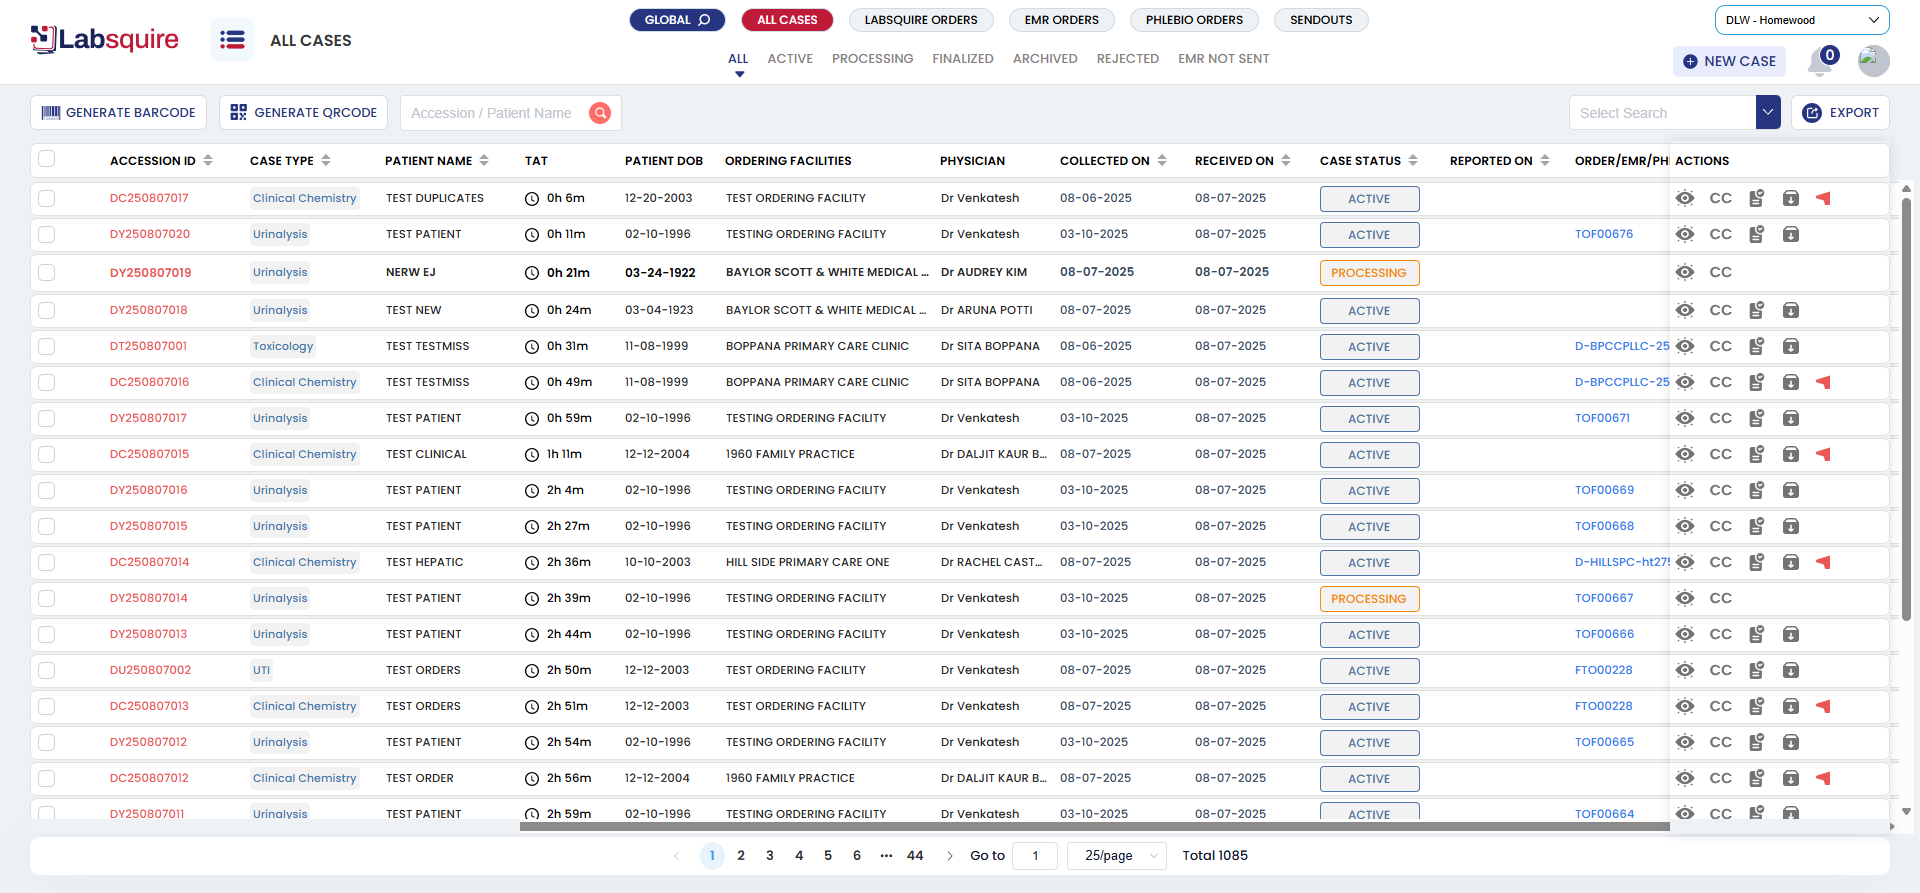 Labsquire
ALL CASES
GLOBAL
ALL CASES
LABSQUIRE ORDERS
EMR ORDERS
PHLEBIO ORDERS
SENDOUTS
DLW - Homewood
ALL
ACTIVE
PROCESSING
FINALIZED
ARCHIVED
REJECTED
EMR NOT SENT
NEW CASE
0
GENERATE BARCODE
GENERATE QRCODE
Accession / Patient Name
Select Search
EXPORT
ACCESSION ID CASE TYPE PATIENT NAME TAT PATIENT DOB ORDERING FACILITIES PHYSICIAN COLLECTED ON RECEIVED ON CASE STATUS REPORTED ON ORDER/EMR/PH ACTIONS
DC250807017 Clinical Chemistry TEST DUPLICATES 0h 6m 12-20-2003 TEST ORDERING FACILITY Dr Venkatesh 08-06-2025 08-07-2025 ACTIVE CC
DY250807020 Urinalysis TEST PATIENT 0h 11m 02-10-1996 TESTING ORDERING FACILITY Dr Venkatesh 03-10-2025 08-07-2025 ACTIVE TOF00676 CC
DY250807019 Urinalysis NERW EJ 0h 21m 03-24-1922 BAYLOR SCOTT & WHITE MEDICAL ... Dr AUDREY KIM 08-07-2025 08-07-2025 PROCESSING CC
DY250807018 Urinalysis TEST NEW 0h 24m 03-04-1923 BAYLOR SCOTT & WHITE MEDICAL ... Dr ARUNA POTTI 08-07-2025 08-07-2025 ACTIVE CC
DT250807001 Toxicology TEST TESTMISS 0h 31m 11-08-1999 BOPPANA PRIMARY CARE CLINIC Dr SITA BOPPANA 08-06-2025 08-07-2025 ACTIVE D-BPCCPLLC-25 CC
DC250807016 Clinical Chemistry TEST TESTMISS 0h 49m 11-08-1999 BOPPANA PRIMARY CARE CLINIC Dr SITA BOPPANA 08-06-2025 08-07-2025 ACTIVE D-BPCCPLLC-25 CC
DY250807017 Urinalysis TEST PATIENT 0h 59m 02-10-1996 TESTING ORDERING FACILITY Dr Venkatesh 03-10-2025 08-07-2025 ACTIVE TOF00671 CC
DC250807015 Clinical Chemistry TEST CLINICAL 1h 11m 12-12-2004 1960 FAMILY PRACTICE Dr DALJIT KAUR B... 08-07-2025 08-07-2025 ACTIVE CC
DY250807016 Urinalysis TEST PATIENT 2h 4m 02-10-1996 TESTING ORDERING FACILITY Dr Venkatesh 03-10-2025 08-07-2025 ACTIVE TOF00669 CC
DY250807015 Urinalysis TEST PATIENT 2h 27m 02-10-1996 TESTING ORDERING FACILITY Dr Venkatesh 03-10-2025 08-07-2025 ACTIVE TOF00668 CC
DC250807014 Clinical Chemistry TEST HEPATIC 2h 36m 10-10-2003 HILL SIDE PRIMARY CARE ONE Dr RACHEL CAST... 08-07-2025 08-07-2025 ACTIVE D-HILLSPC-ht275 CC
DY250807014 Urinalysis TEST PATIENT 2h 39m 02-10-1996 TESTING ORDERING FACILITY Dr Venkatesh 03-10-2025 08-07-2025 PROCESSING TOF00667 CC
DY250807013 Urinalysis TEST PATIENT 2h 44m 02-10-1996 TESTING ORDERING FACILITY Dr Venkatesh 03-10-2025 08-07-2025 ACTIVE TOF00666 CC
DU250807002 UTI TEST ORDERS 2h 50m 12-12-2003 TEST ORDERING FACILITY Dr Venkatesh 08-07-2025 08-07-2025 ACTIVE FTO00228 CC
DC250807013 Clinical Chemistry TEST ORDERS 2h 51m 12-12-2003 TEST ORDERING FACILITY Dr Venkatesh 08-07-2025 08-07-2025 ACTIVE FTO00228 CC
DY250807012 Urinalysis TEST PATIENT 2h 54m 02-10-1996 TESTING ORDERING FACILITY Dr Venkatesh 03-10-2025 08-07-2025 ACTIVE TOF00665 CC
DC250807012 Clinical Chemistry TEST ORDER 2h 56m 12-12-2004 1960 FAMILY PRACTICE Dr DALJIT KAUR B... 08-07-2025 08-07-2025 ACTIVE CC
DY250807011 Urinalysis TEST PATIENT 2h 59m 02-10-1996 TESTING ORDERING FACILITY Dr Venkatesh 03-10-2025 08-07-2025 ACTIVE TOF00664 CC
1 2 3 4 5 6 ... 44 Go to 1 25/page Total 1085